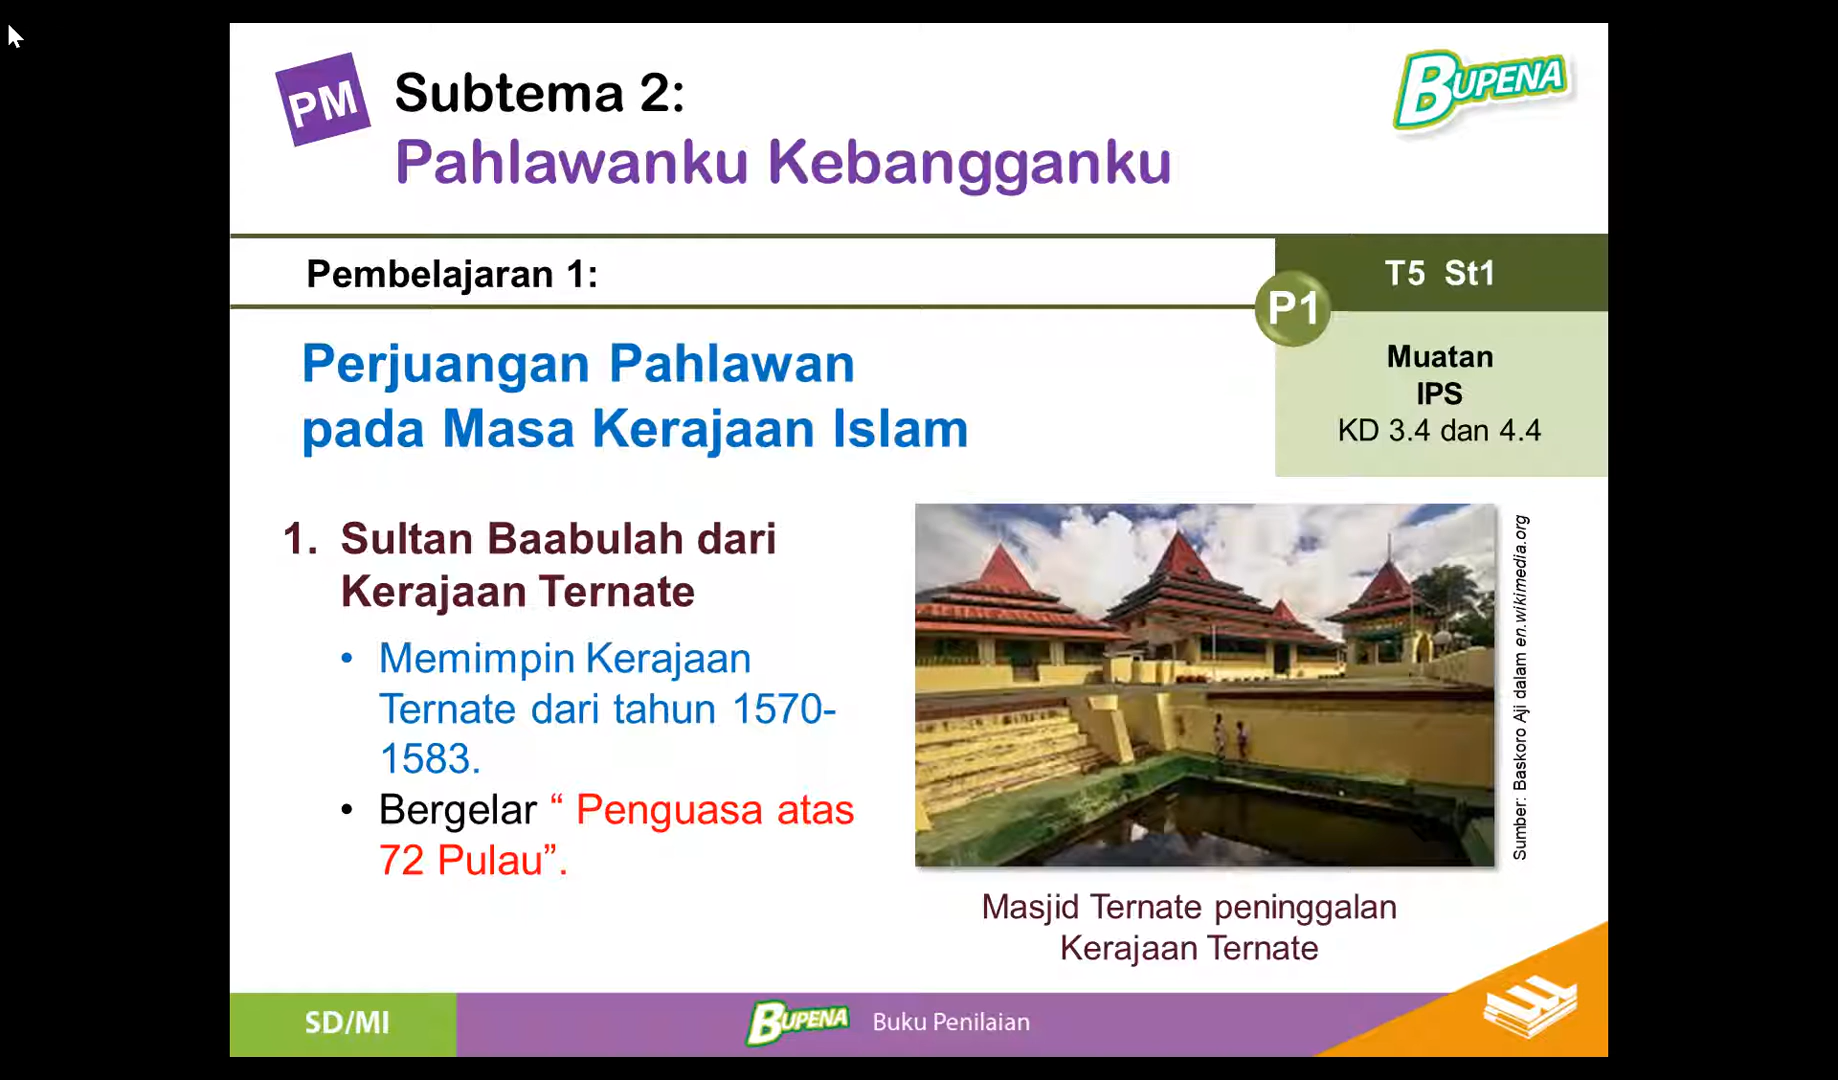 PM
Subtema 2:
Pahlawanku Kebangganku
BUPENA
Pembelajaran 1:
T5 St1
P1
Muatan
IPS
KD 3.4 dan 4.4
Perjuangan Pahlawan
pada Masa Kerajaan Islam
1. Sultan Baabulah dari
Kerajaan Ternate
• Memimpin Kerajaan
Ternate dari tahun 1570-
1583.
• Bergelar “ Penguasa atas
72 Pulau”.
Sumber: Baskoro Aji dalam en.wikimedia.org
Masjid Ternate peninggalan
Kerajaan Ternate
SD/MI
BUPENA Buku Penilaian